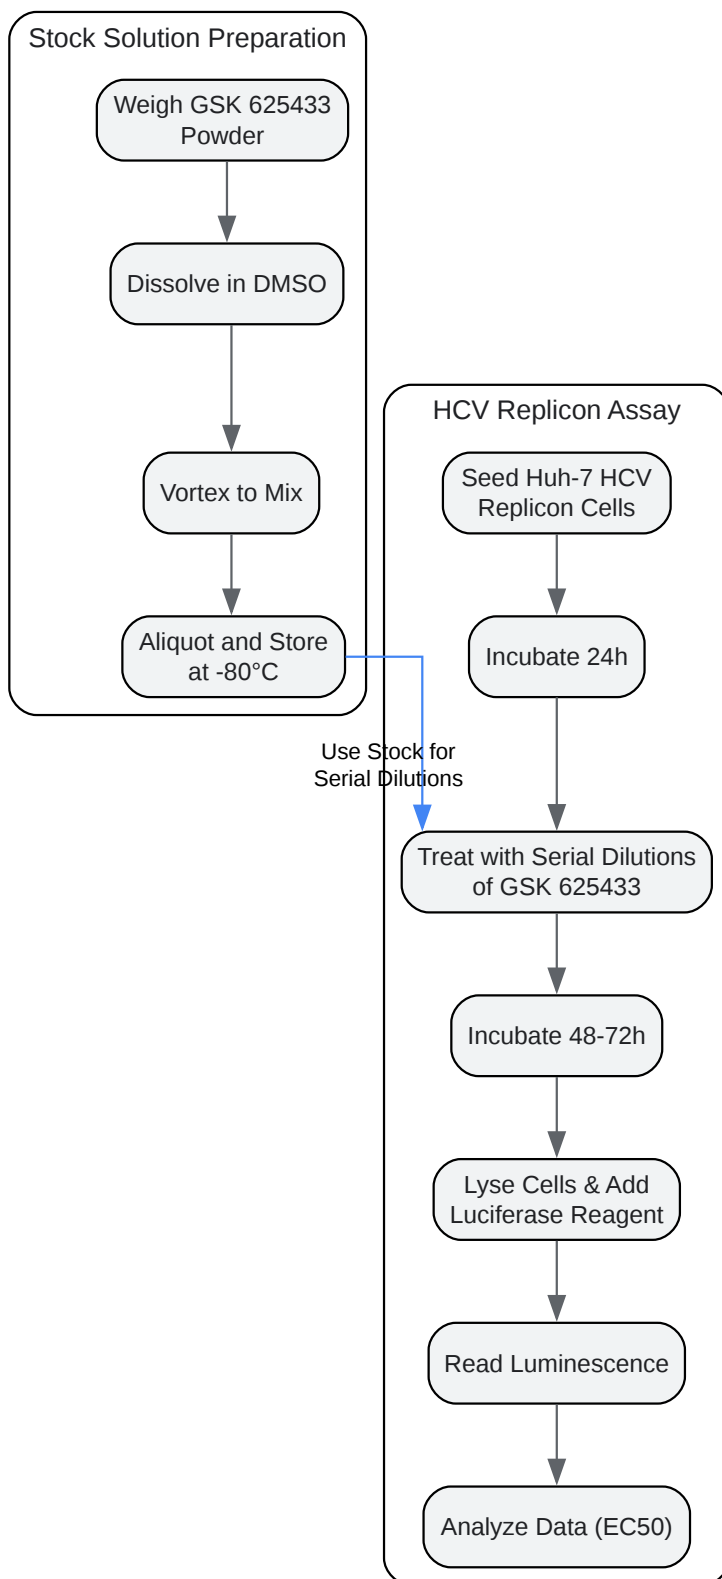 Stock Solution Preparation
Weigh GSK 625433
Powder
Dissolve in DMSO
Vortex to Mix
Aliquot and Store
at -80°C
Use Stock for
Serial Dilutions
HCV Replicon Assay
Seed Huh-7 HCV
Replicon Cells
Incubate 24h
Treat with Serial Dilutions
of GSK 625433
Incubate 48-72h
Lyse Cells & Add
Luciferase Reagent
Read Luminescence
Analyze Data (EC50)